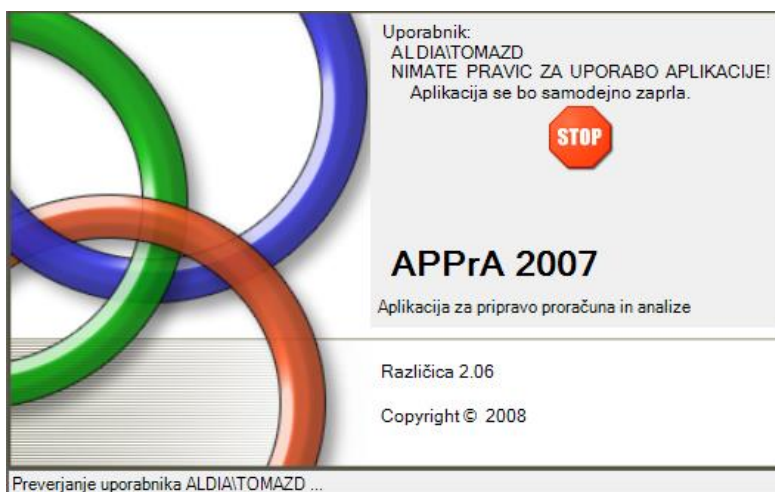 Uporabnik:
ALDIA\TOMAZD
NIMATE PRAVIC ZA UPORABO APLIKACIJE!
Aplikacija se bo samodejno zaprla.
STOP
APPrA 2007
Aplikacija za pripravo proračuna in analize
Različica 2.06
Copyright © 2008
Preverjanje uporabnika ALDIA\TOMAZD ...